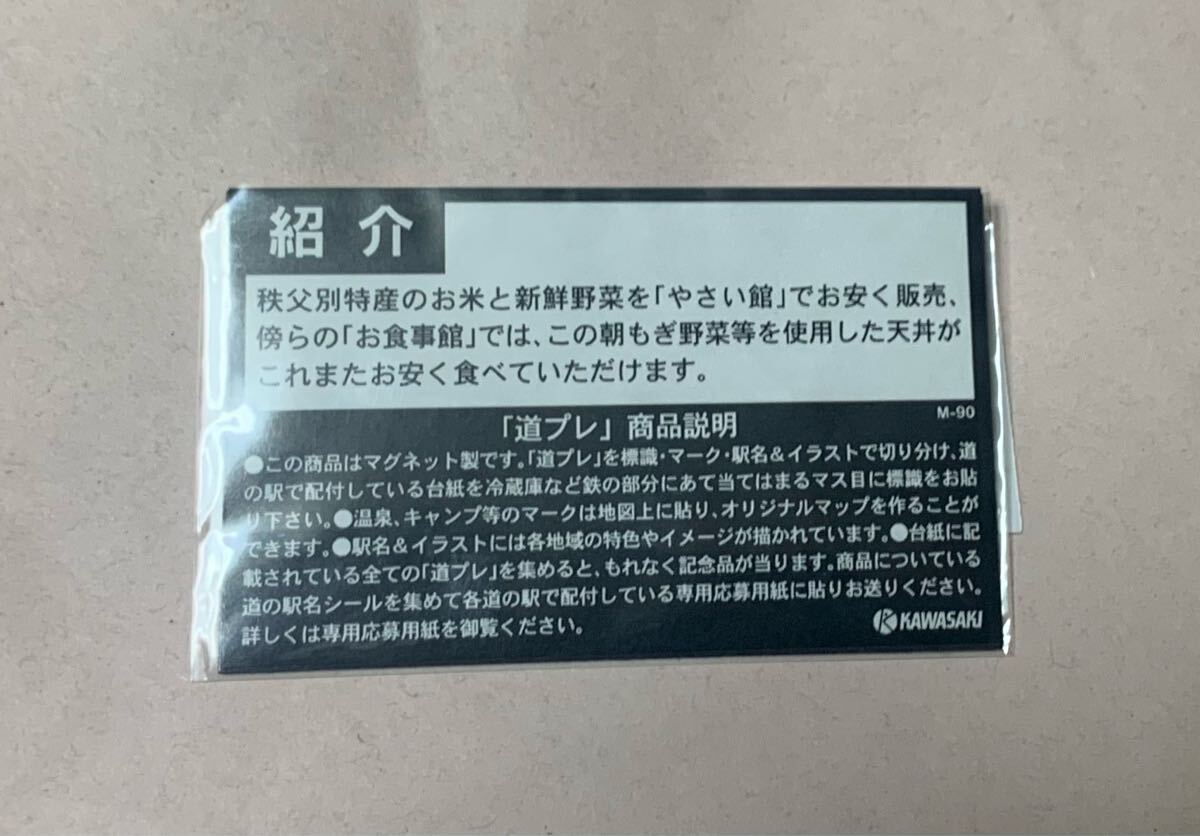 紹介
秩父別特産のお米と新鮮野菜を「やさい館」でお安く販売、
傍らの「お食事館」では、この朝もぎ野菜等を使用した天丼が
これまたお安く食べていただけます。
M-90
「道プレ」商品説明
●この商品はマグネット製です。「道プレ」を標識・マーク・駅名&イラストで切り分け、道
の駅で配付している台紙を冷蔵庫など鉄の部分にあて当てはまるマス目に標識をお貼
り下さい。●温泉、キャンプ等のマークは地図上に貼り、オリジナルマップを作ることが
できます。●駅名&イラストには各地域の特色やイメージが描かれています。●台紙に記
載されている全ての「道プレ」を集めると、もれなく記念品が当ります。商品についている
道の駅名シールを集めて各道の駅で配付している専用応募用紙に貼りお送りください。
詳しくは専用応募用紙を御覧ください。
KAWASAKI